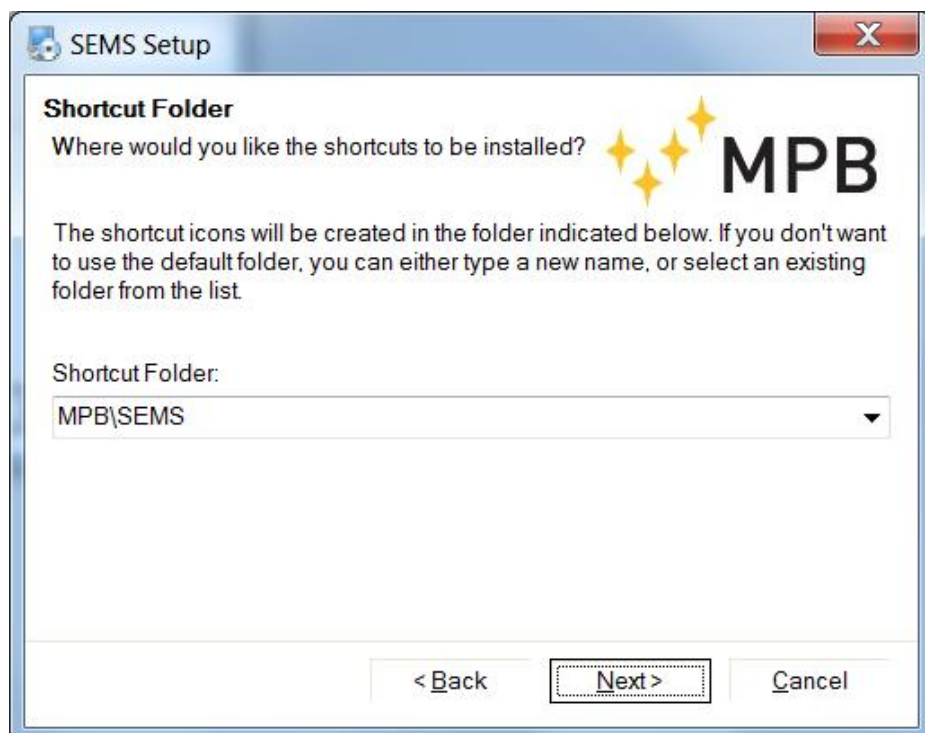 SEMS Setup
Shortcut Folder
Where would you like the shortcuts to be installed?
MPB
The shortcut icons will be created in the folder indicated below. If you don't want
to use the default folder, you can either type a new name, or select an existing
folder from the list.
Shortcut Folder:
MPB\SEMS
< Back
Next >
Cancel